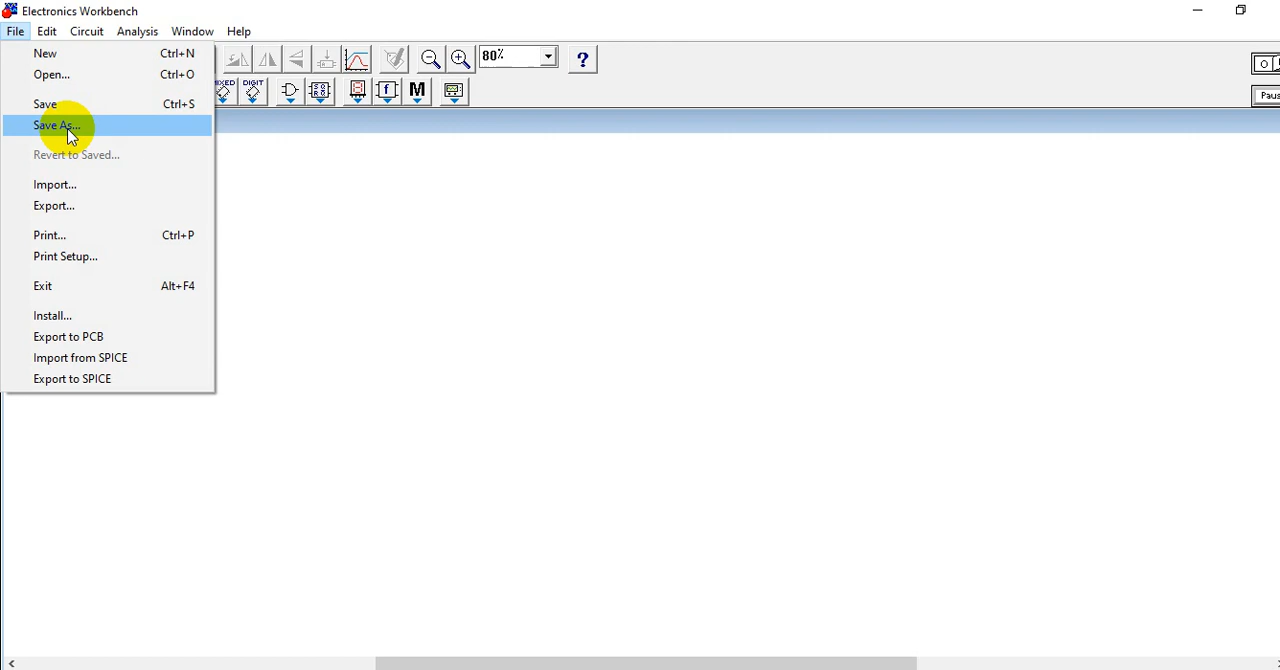 Electronics Workbench
File Edit Circuit Analysis Window Help
New Ctrl+N
Open... Ctrl+O
80%
?
Save Ctrl+S
MIXED DIGIT
f M
Save As...
Revert to Saved...
Import...
Export...
Print... Ctrl+P
Print Setup...
Exit Alt+F4
Install...
Export to PCB
Import from SPICE
Export to SPICE